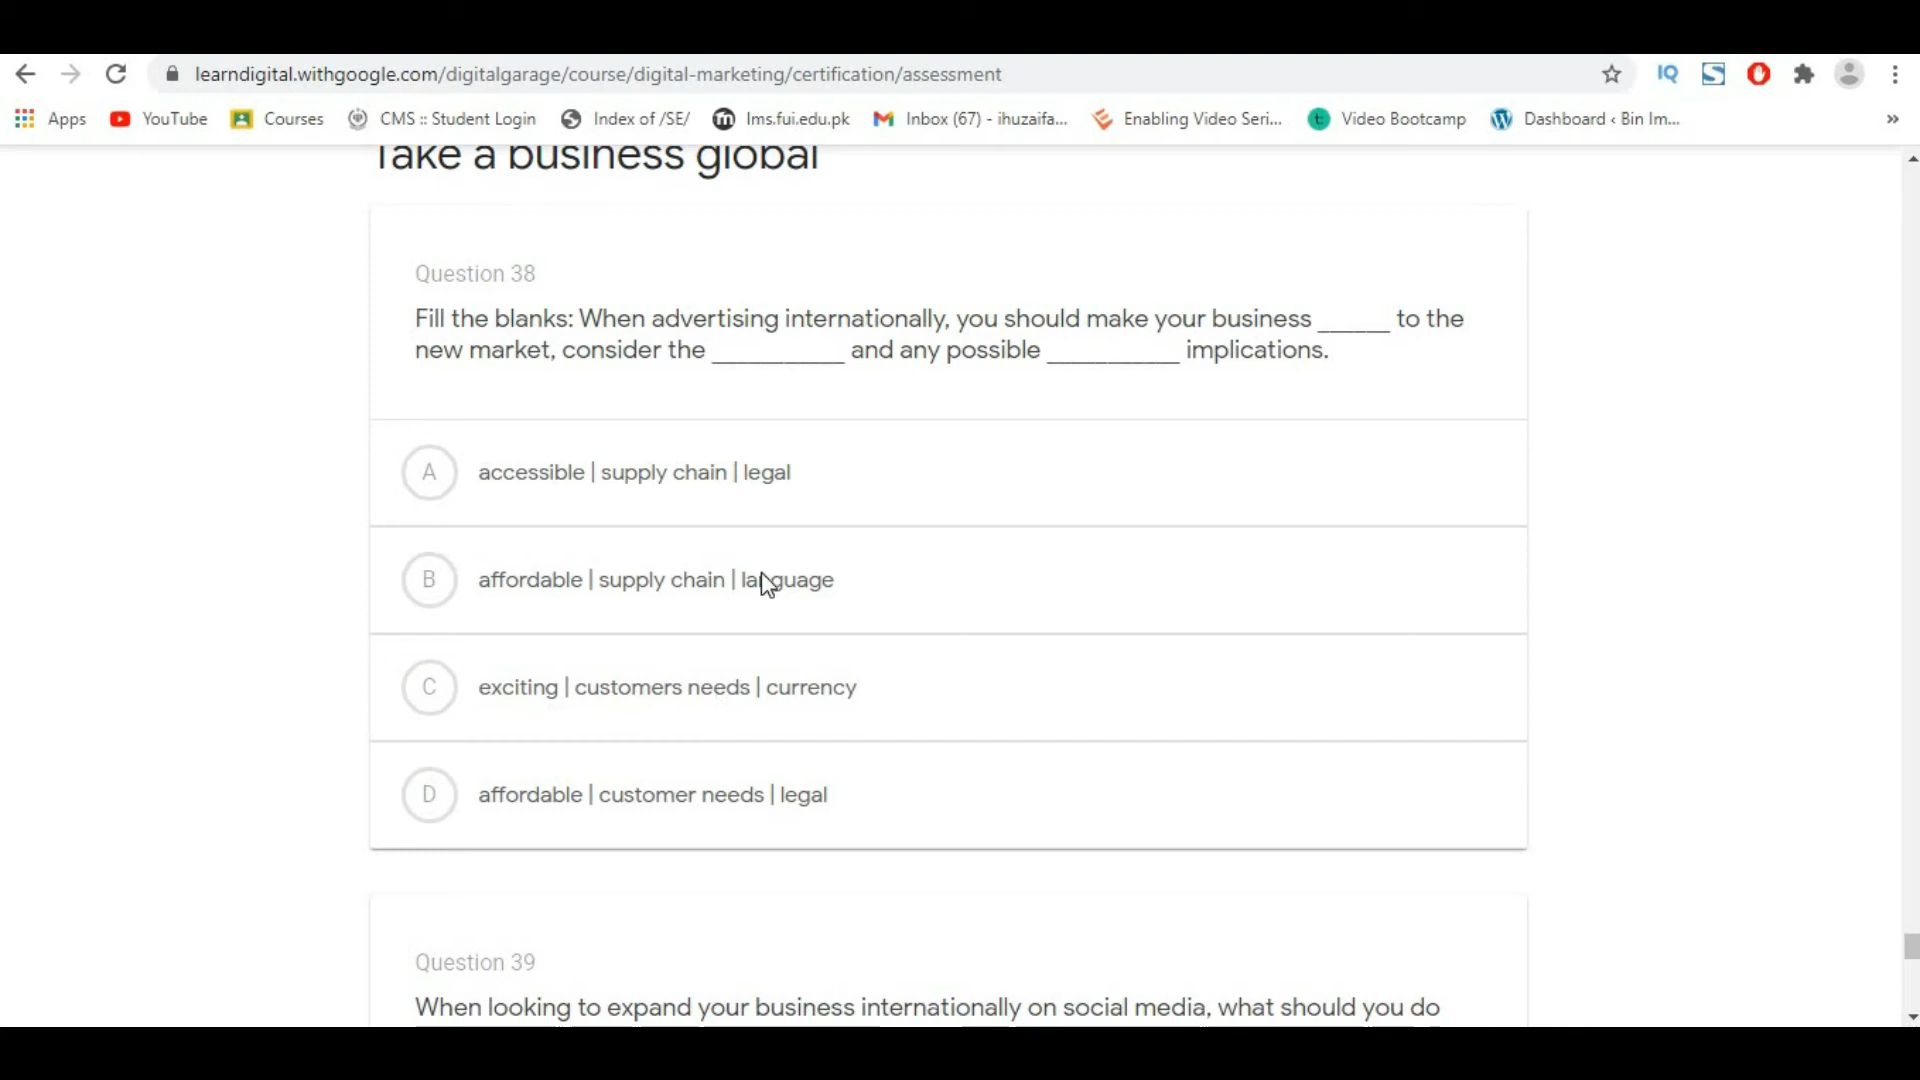 learndigital.withgoogle.com/digitalgarage/course/digital-marketing/certification/assessment
IQ
Apps YouTube Courses CMS :: Student Login Index of /SE/ lms.fui.edu.pk Inbox (67) - ihuzaifa... Enabling Video Seri... Video Bootcamp Dashboard ‹ Bin Im... »
Take a business global
Question 38
Fill the blanks: When advertising internationally, you should make your business ______ to the
new market, consider the ___________ and any possible ___________ implications.
A accessible | supply chain | legal
B affordable | supply chain | language
C exciting | customers needs | currency
D affordable | customer needs | legal
Question 39
When looking to expand your business internationally on social media, what should you do